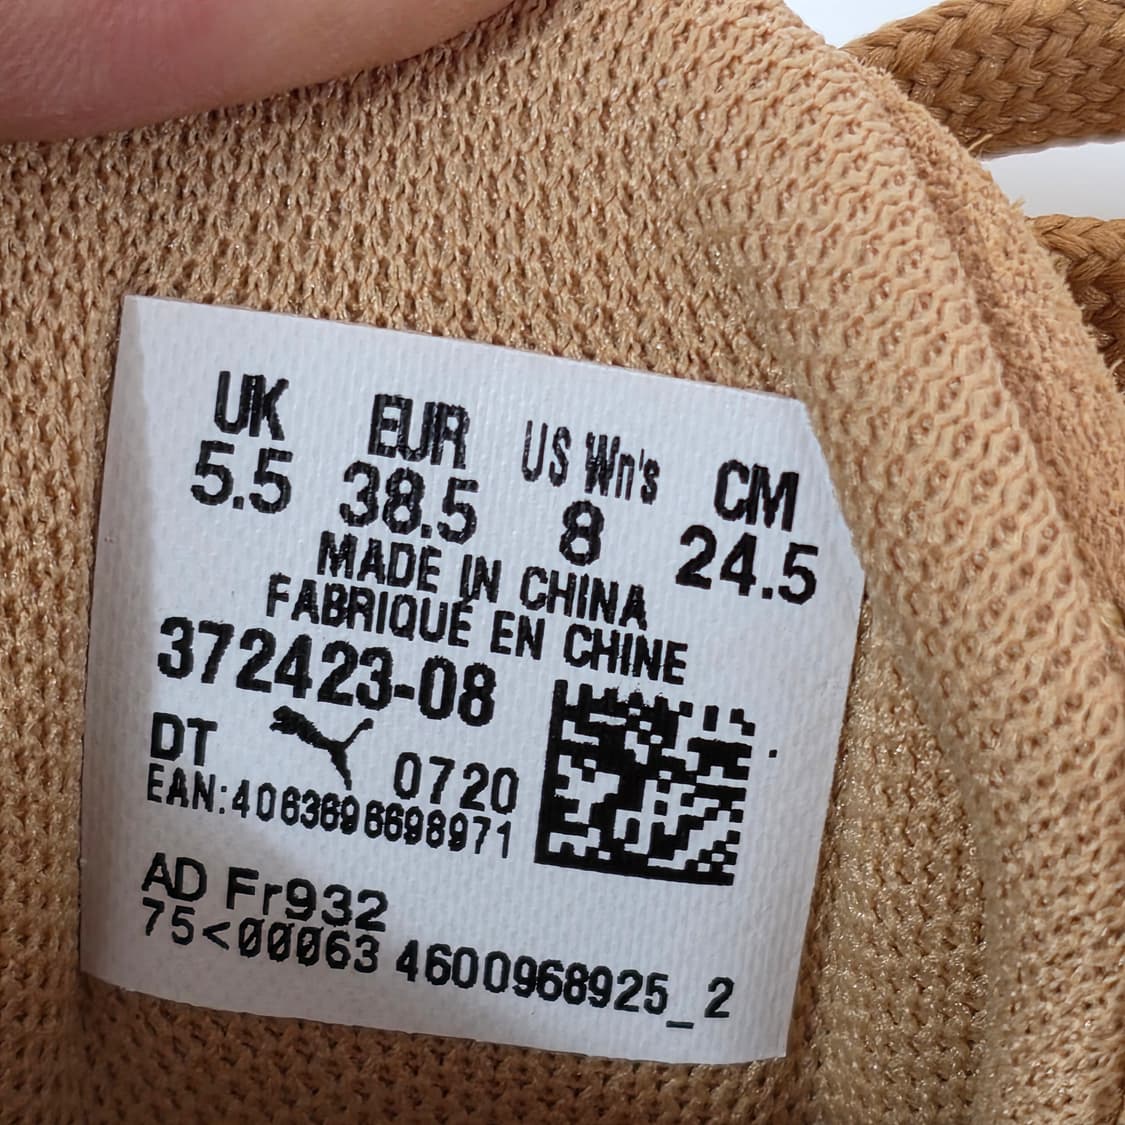 UK EUR US Wn's CM
5.5 38.5 8 24.5
MADE IN CHINA
FABRIQUÉ EN CHINE
372423-08
DT 0720
EAN:4063696698971
AD Fr932
75<00063 4600968925_2